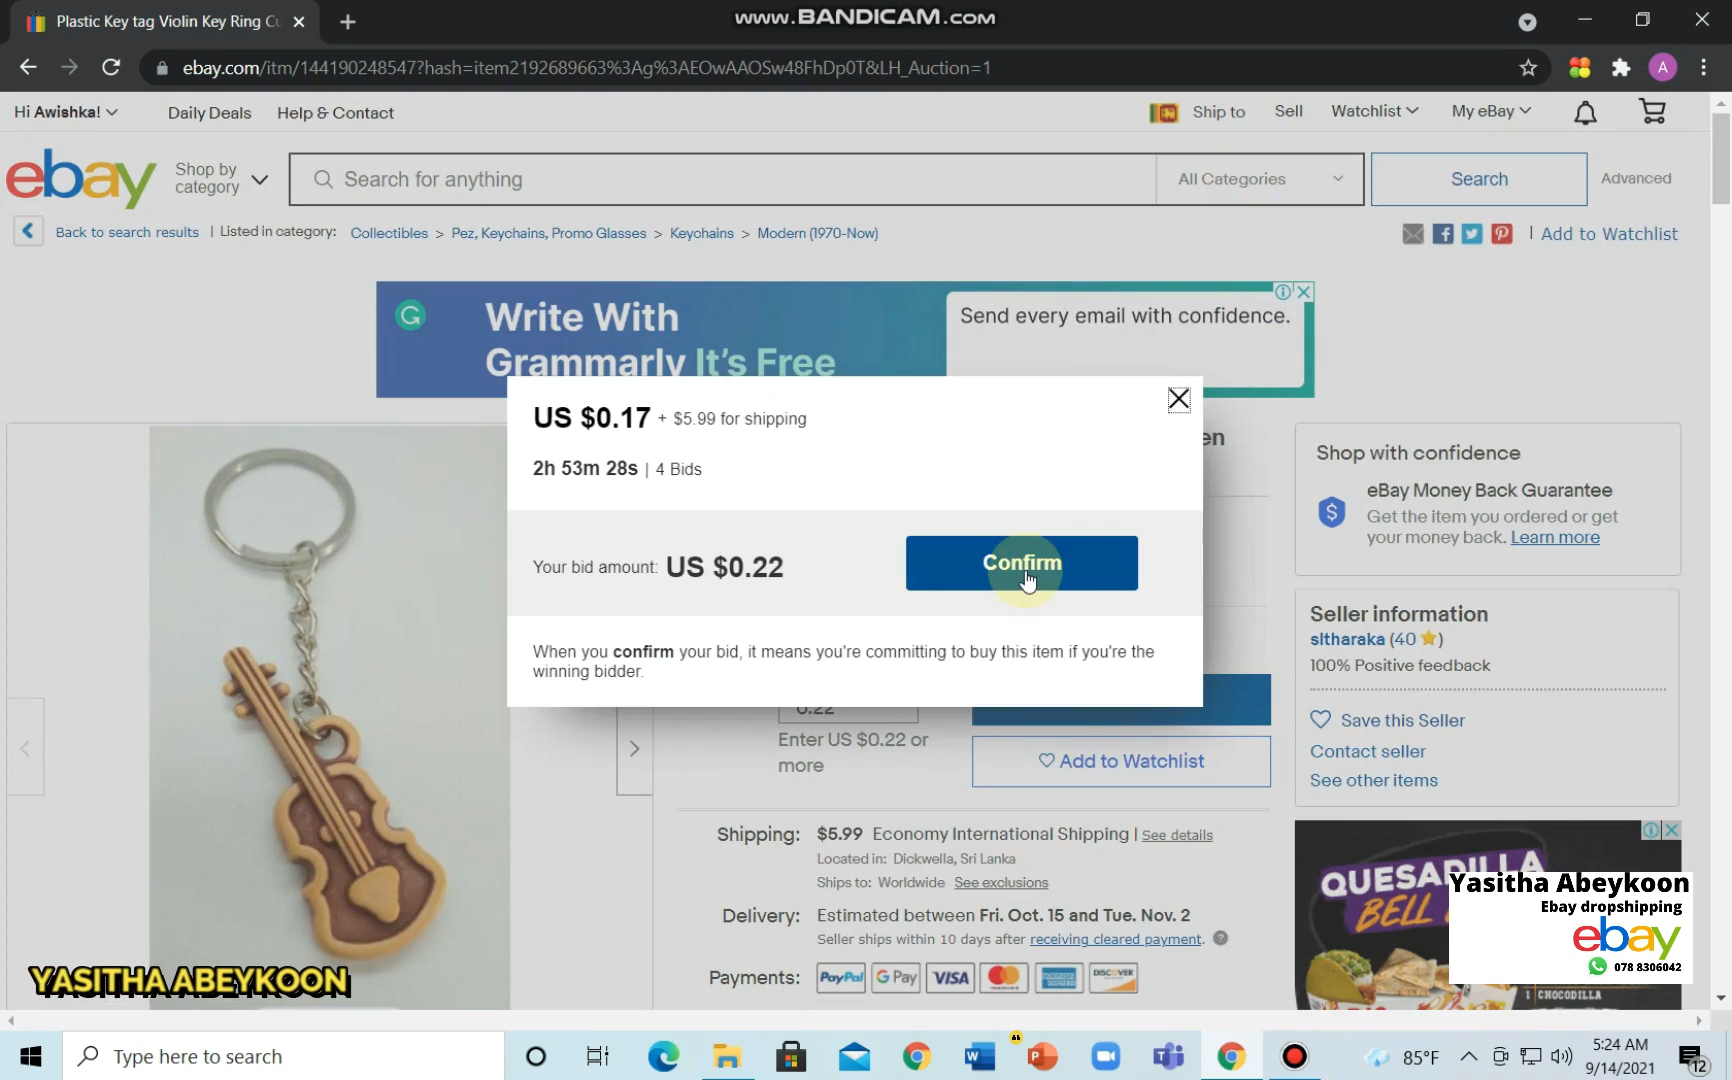 www.BANDICAM.com
Plastic Key tag Violin Key Ring Cu
ebay.com/itm/144190248547?hash=item2192689663%3Ag%3AEOwAAOSw48FhDp0T&LH_Auction=1
A
Hi Awishka!
Daily Deals
Help & Contact
Ship to
Sell
Watchlist
My eBay
ebay
Shop by
category
Search for anything
All Categories
Search
Advanced
Back to search results | Listed in category: Collectibles > Pez, Keychains, Promo Glasses > Keychains > Modern (1970-Now)
| Add to Watchlist
Write With
Grammarly It's Free
Send every email with confidence.
US $0.17 + $5.99 for shipping
2h 53m 28s | 4 Bids
Your bid amount: US $0.22
Confirm
When you confirm your bid, it means you're committing to buy this item if you're the
winning bidder.
en
0.22
Enter US $0.22 or
more
Add to Watchlist
Shipping: $5.99 Economy International Shipping | See details
Located in: Dickwella, Sri Lanka
Ships to: Worldwide See exclusions
Delivery: Estimated between Fri. Oct. 15 and Tue. Nov. 2
Seller ships within 10 days after receiving cleared payment.
Payments: PayPal G Pay VISA
DISCOVER
Shop with confidence
eBay Money Back Guarantee
Get the item you ordered or get
your money back. Learn more
Seller information
sltharaka (40)
100% Positive feedback
Save this Seller
Contact seller
See other items
QUESADILLA
BELL
1 CHOCODILLA
Yasitha Abeykoon
Ebay dropshipping
ebay
078 8306042
YASITHA ABEYKOON
Type here to search
85°F
5:24 AM
9/14/2021
12